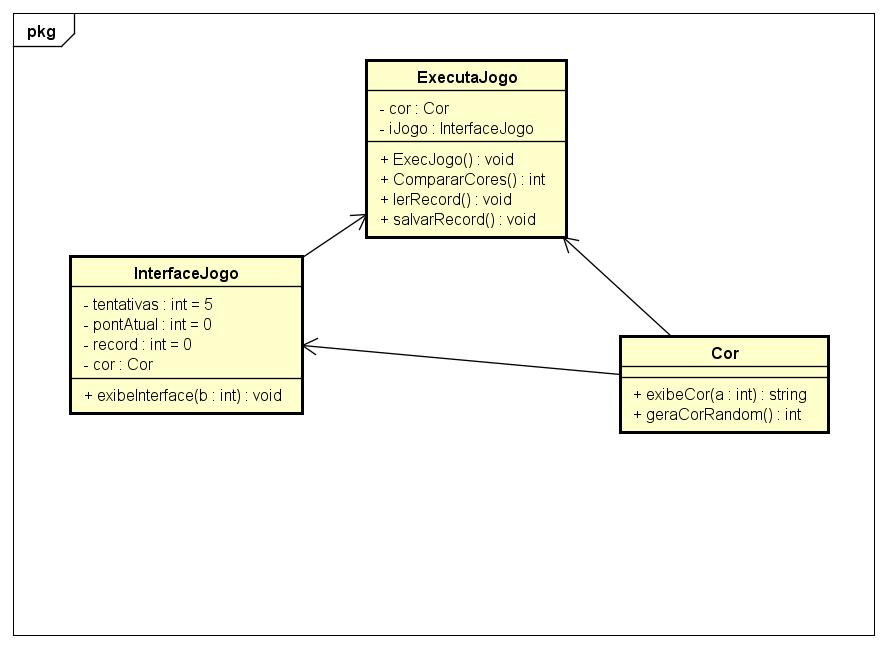 pkg
ExecutaJogo
- cor : Cor
- iJogo : InterfaceJogo
+ ExecJogo() : void
+ CompararCores() : int
+ lerRecord() : void
+ salvarRecord() : void
InterfaceJogo
- tentativas : int = 5
- pontAtual : int = 0
- record : int = 0
- cor : Cor
+ exibeInterface(b : int) : void
Cor
+ exibeCor(a : int) : string
+ geraCorRandom() : int